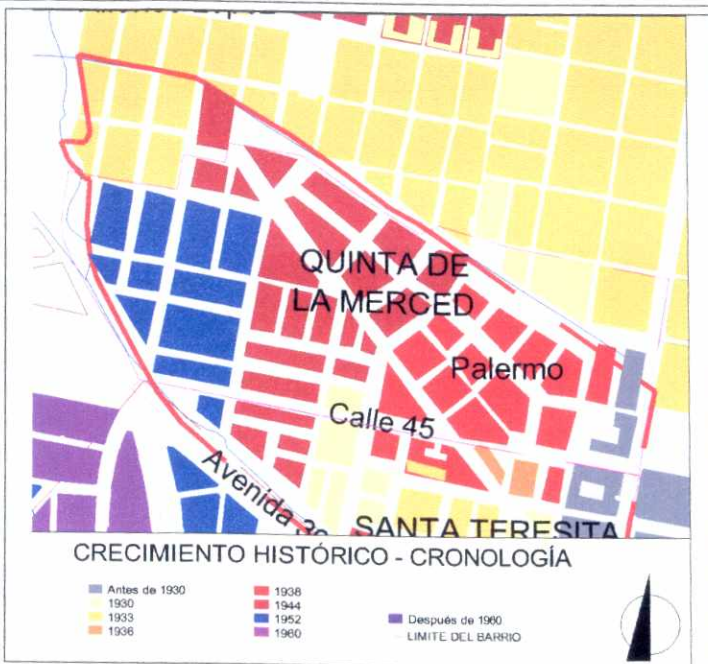 QUINTA DE
LA MERCED
Palermo
Calle 45
Avenida
SANTA TERESITA
CRECIMIENTO HISTÓRICO - CRONOLOGÍA
Antes de 1930
1930
1933
1936
1938
1944
1952
1960
Después de 1960
LIMITE DEL BARRIO